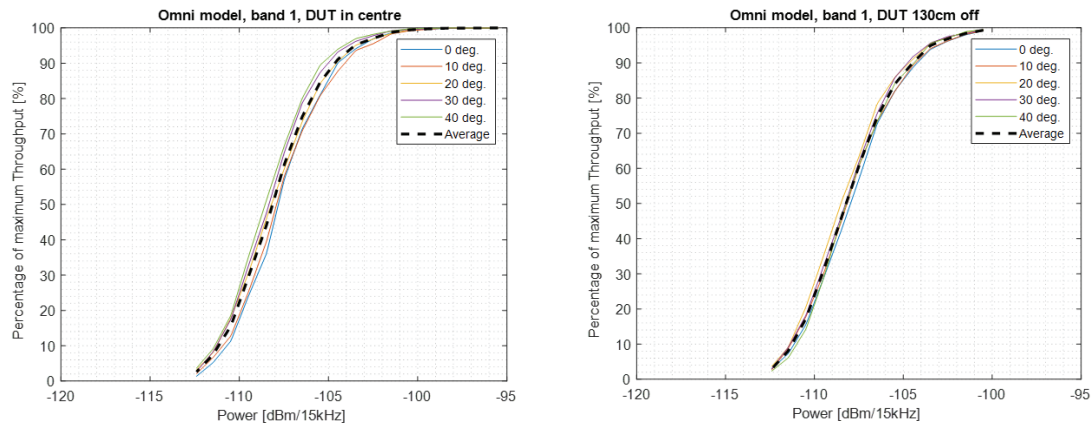 Omni model, band 1, DUT in centre
Percentage of maximum Throughput [%]
100
90
80
70
60
50
40
30
20
10
0
-120
-115
-110
-105
-100
-95
Power [dBm/15kHz]
0 deg.
10 deg.
20 deg.
30 deg.
40 deg.
Average
Omni model, band 1, DUT 130cm off
Percentage of maximum Throughput [%]
100
90
80
70
60
50
40
30
20
10
0
-120
-115
-110
-105
-100
-95
Power [dBm/15kHz]
0 deg.
10 deg.
20 deg.
30 deg.
40 deg.
Average